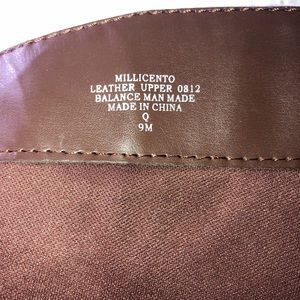 MILLICENTO
LEATHER UPPER 0812
BALANCE MAN MADE
MADE IN CHINA
Q
9M